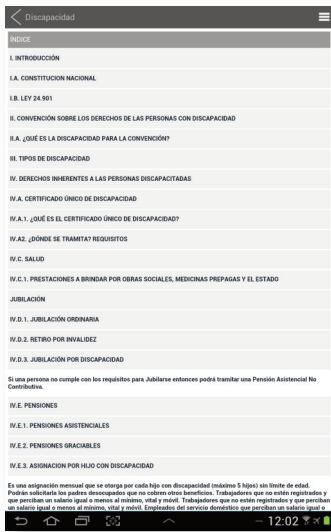 Discapacidad
INDICE
I. INTRODUCCIÓN
I.A. CONSTITUCION NACIONAL
I.B. LEY 24.901
II. CONVENCIÓN SOBRE LOS DERECHOS DE LAS PERSONAS CON DISCAPACIDAD
II.A. ¿QUÉ ES LA DISCAPACIDAD PARA LA CONVENCIÓN?
III. TIPOS DE DISCAPACIDAD
IV. DERECHOS INHERENTES A LAS PERSONAS DISCAPACITADAS
IV.A. CERTIFICADO ÚNICO DE DISCAPACIDAD
IV.A.1. ¿QUÉ ES EL CERTIFICADO ÚNICO DE DISCAPACIDAD?
IV.A2. ¿DÓNDE SE TRAMITA? REQUISITOS
IV.C. SALUD
IV.C.1. PRESTACIONES A BRINDAR POR OBRAS SOCIALES, MEDICINAS PREPAGAS Y EL ESTADO
JUBILACIÓN
IV.D.1. JUBILACIÓN ORDINARIA
IV.D.2. RETIRO POR INVALIDEZ
IV.D.3. JUBILACIÓN POR DISCAPACIDAD
Si una persona no cumple con los requisitos para Jubilarse entonces podrá tramitar una Pensión Asistencial No
Contributiva.
IV.E. PENSIONES
IV.E.1. PENSIONES ASISTENCIALES
IV.E.2. PENSIONES GRACIABLES
IV.E.3. ASIGNACION POR HIJO CON DISCAPACIDAD
Es una asignación mensual que se otorga por cada hijo con discapacidad (máximo 5 hijos) sin límite de edad.
Podrán solicitarla los padres desocupados que no cobren otros beneficios. Trabajadores que no estén registrados y
que perciban un salario igual o menos al mínimo, vital y móvil. Trabajadores que no estén registrados y que perciban
un salario igual o menos al mínimo, vital y móvil. Empleados del servicio doméstico que perciban un salario igual o
12:02